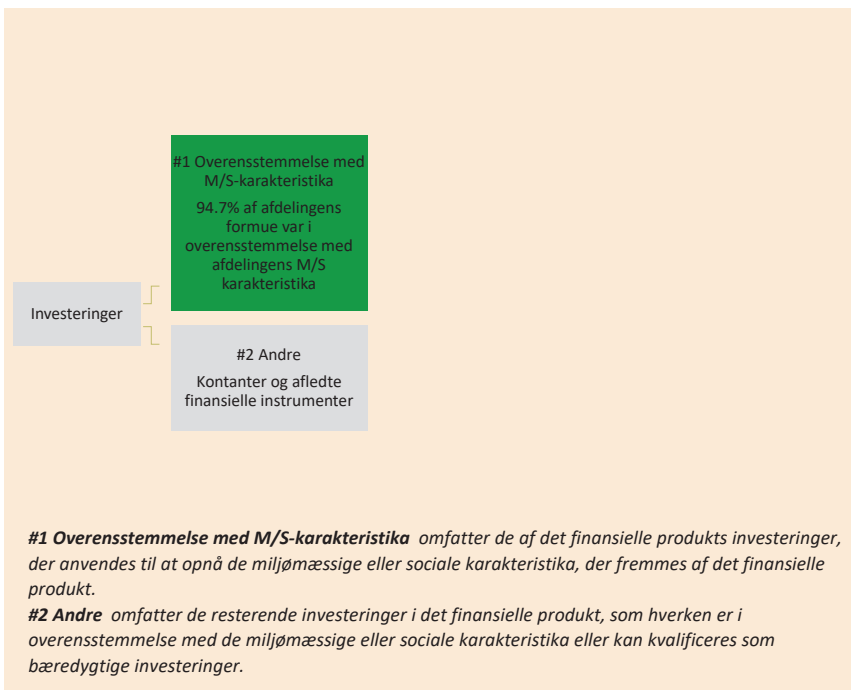 #1 Overensstemmelse med
M/S-karakteristika
94.7% af afdelingens
formue var i
overensstemmelse med
afdelingens M/S
karakteristika
Investeringer
#2 Andre
Kontanter og afledte
finansielle instrumenter
#1 Overensstemmelse med M/S-karakteristika omfatter de af det finansielle produkts investeringer,
der anvendes til at opnå de miljømæssige eller sociale karakteristika, der fremmes af det finansielle
produkt.
#2 Andre omfatter de resterende investeringer i det finansielle produkt, som hverken er i
overensstemmelse med de miljømæssige eller sociale karakteristika eller kan kvalificeres som
bæredygtige investeringer.